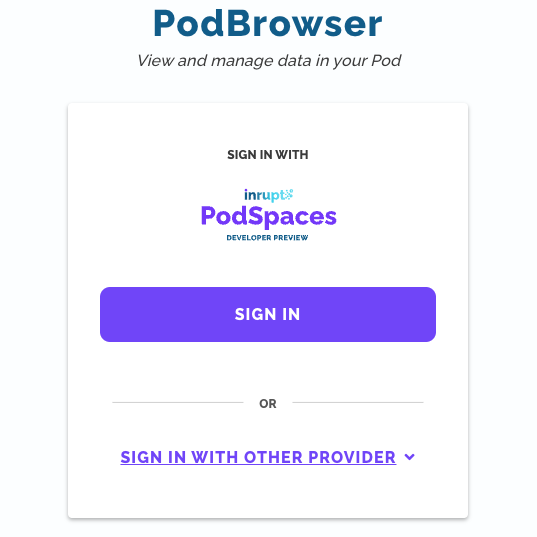 PodBrowser
View and manage data in your Pod
SIGN IN WITH
inrupt
PodSpaces
DEVELOPER PREVIEW
SIGN IN
OR
SIGN IN WITH OTHER PROVIDER